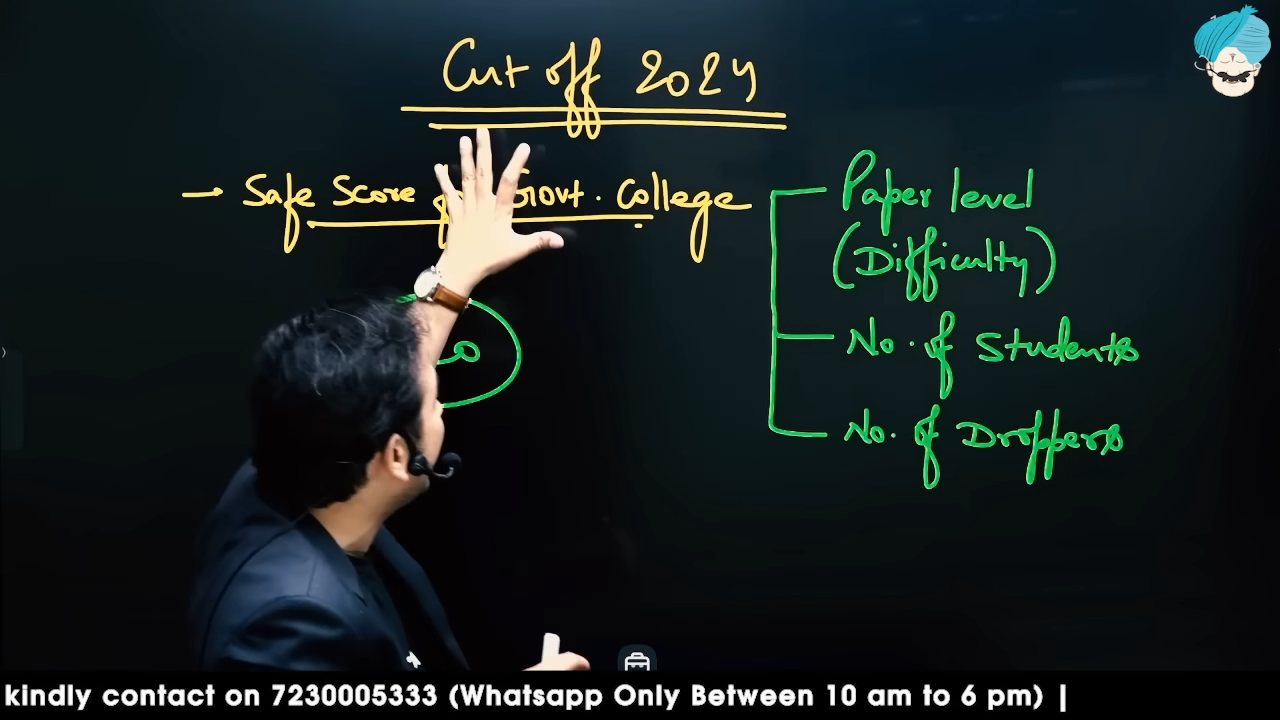 Cut off 2024
→ Safe Score Govt. College
Paper level
(Difficulty)
No. of Students
No. of Droppers
kindly contact on 7230005333 (Whatsapp Only Between 10 am to 6 pm) |